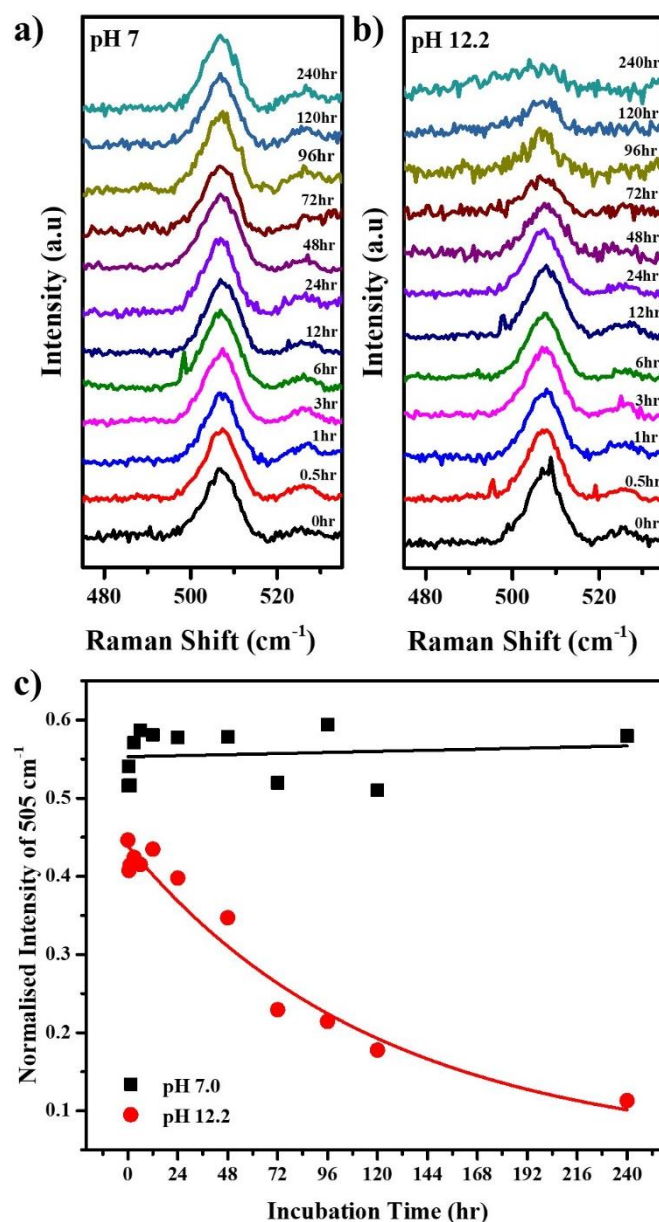 a)
pH 7
240hr
120hr
96hr
72hr
48hr
24hr
12hr
6hr
3hr
1hr
0.5hr
0hr
Intensity (a.u)
480 500 520
Raman Shift (cm-1)
b)
pH 12.2
240hr
120hr
96hr
72hr
48hr
24hr
12hr
6hr
3hr
1hr
0.5hr
0hr
Intensity (a.u)
480 500 520
Raman Shift (cm-1)
c)
Normalised Intensity of 505 cm-1
0.6
0.5
0.4
0.3
0.2
0.1
pH 7.0
pH 12.2
0 24 48 72 96 120 144 168 192 216 240
Incubation Time (hr)